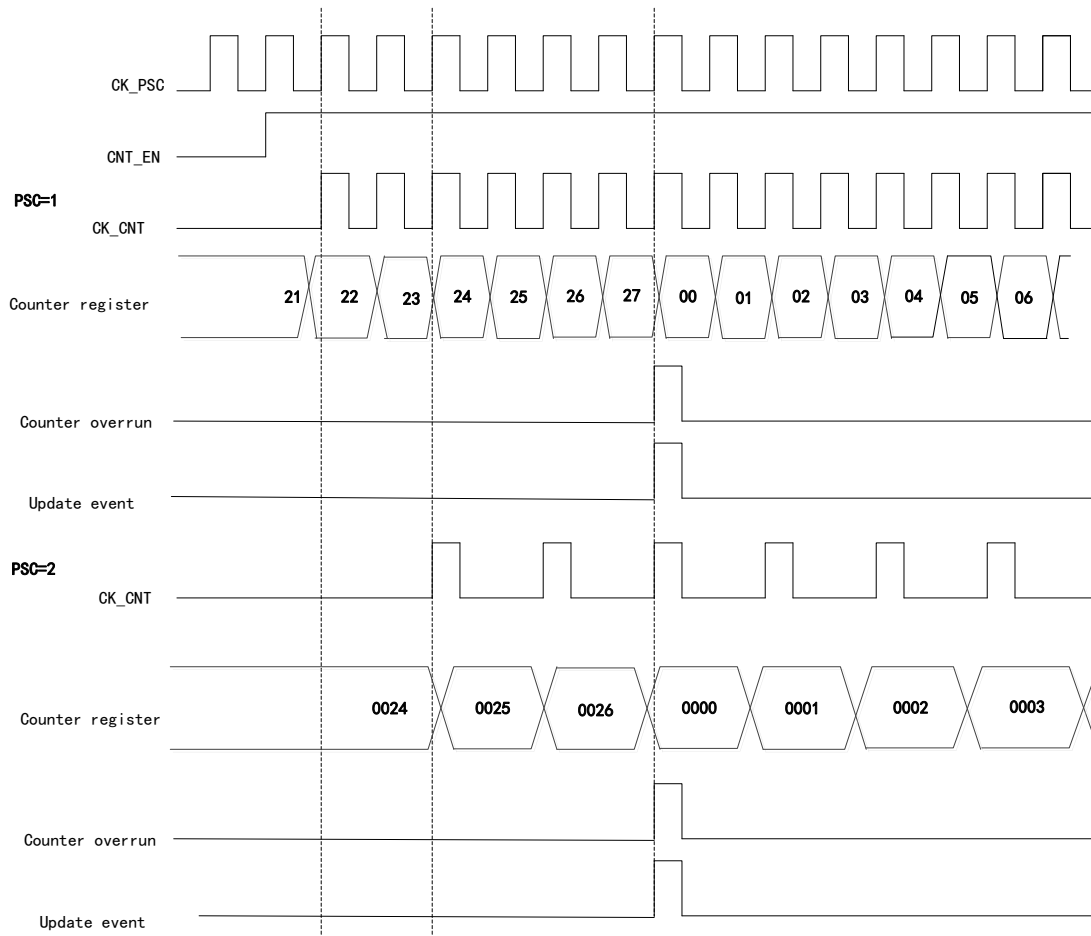 CK_PSC
CNT_EN
PSC=1
CK_CNT
Counter register 21 22 23 24 25 26 27 00 01 02 03 04 05 06
Counter overrun
Update event
PSC=2
CK_CNT
Counter register 0024 0025 0026 0000 0001 0002 0003
Counter overrun
Update event